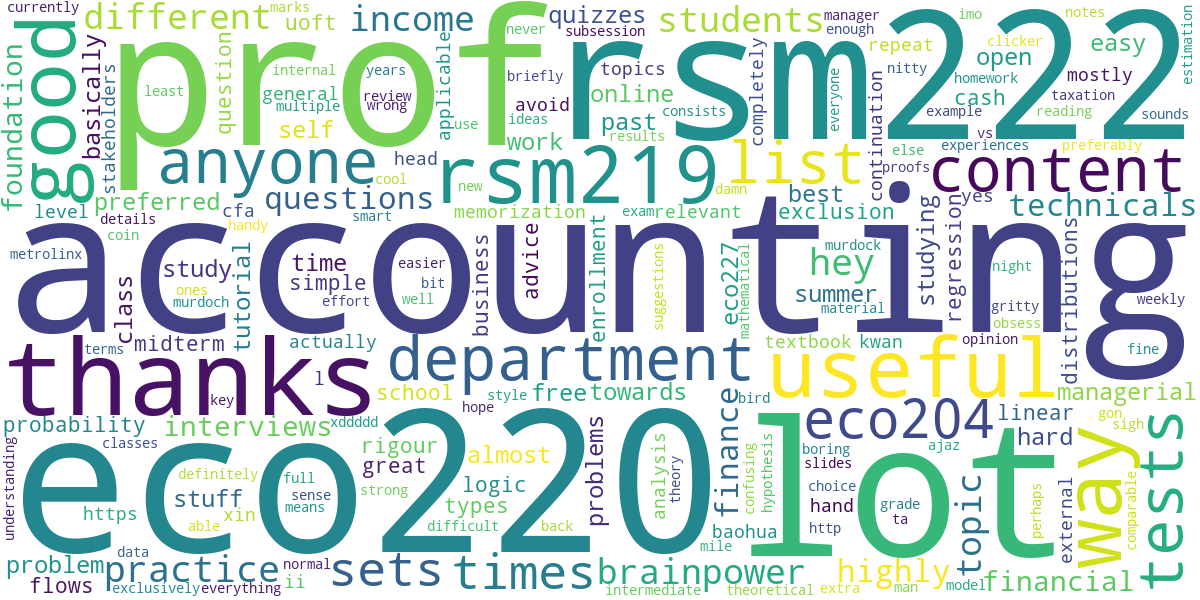 currently
different
uoft
marks
income
quizzes
subsession
never
students
manager
enough
imo
notes
repeat
clicker
open
easy
estimation
good
prof
rsm222
foundation
basically
stakeholders
least
question
internal
general
multiple
self
years
review
wrong
applicable
briefly
topics
avoid
online
ideas
past
consists
work
results
use
completely
everyone
nitty
homework
mostly
example
taxation
cash
reading
sounds
continuation
vs
experiences
preferably
else
proofs
anyone
head
cool
rsm219
new
damn
list
content
yes
technicals
preferred
questions
level
cfa
details
coin
handy
smart
memorization
exam
relevant
best
exclusion
studying
regression
distributions
metrolinx
murdoch
ones
study
tutorial
class
time
simple
effort
easier
bit
well
business
advice
enrollment
suggestions
eco227
mathematical
hey
murdock
summer
material
night
gritty
obsess
weekly
accounting
midterm
actually
textbook
kwan
opinion
fine
terms
thanks
l
key
department
useful
school
style
free
towards
hope
bird
managerial
probability
interviews
xddddd
finance
eco204
linear
gon
sigh
understanding
classes
definitely
rigour
great
almost
problems
analysis
theory
confusing
hypothesis
boring
slides
ajaz
hard
way
tests
eco220
lot
https
stuff
able
xin
full
sense
means
strong
logic
types
difficult
back
choice
hand
http
grade
ta
topic
perhaps
external
comparable
baohua
mile
problem
data
practice
normal
ii
flows
exclusively
everything
sets
times
brainpower
intermediate
theoretical
highly
extra
man
model
financial